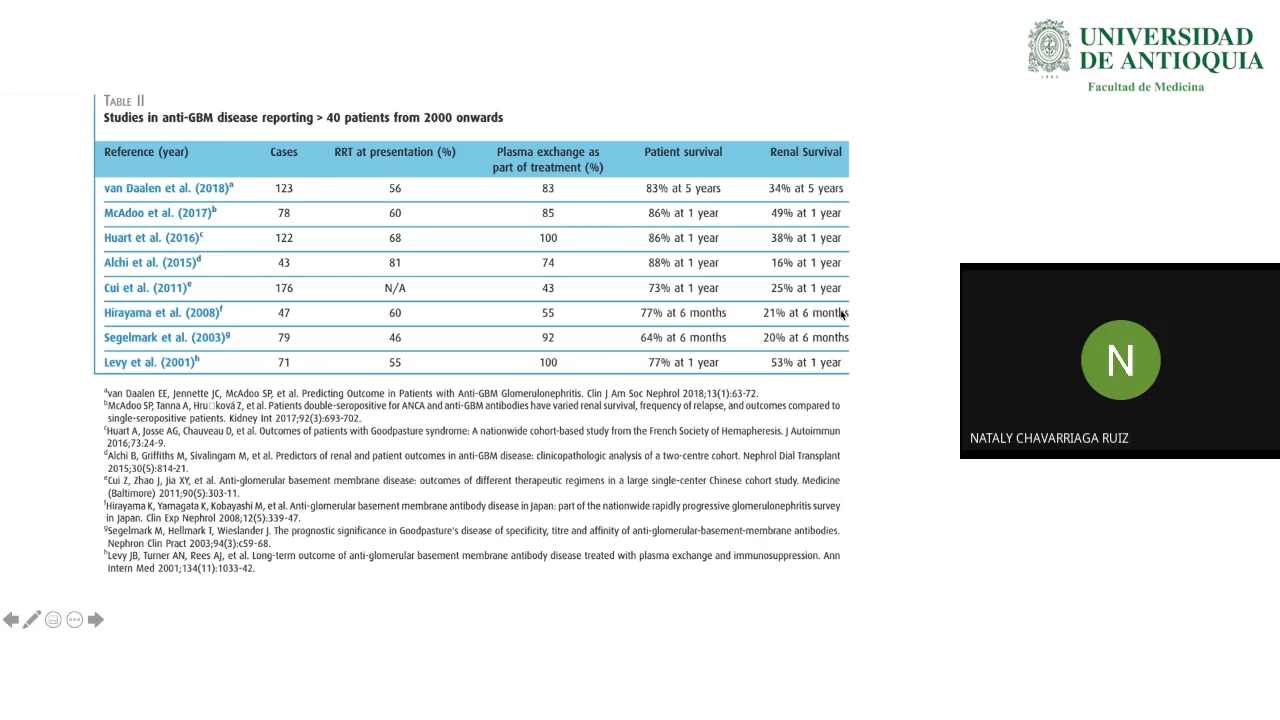 UNIVERSIDAD
DE ANTIOQUIA
1803
Facultad de Medicina
TABLE II
Studies in anti-GBM disease reporting > 40 patients from 2000 onwards
Reference (year) Cases RRT at presentation (%) Plasma exchange as part of treatment (%) Patient survival Renal Survival
van Daalen et al. (2018)a 123 56 83 83% at 5 years 34% at 5 years
McAdoo et al. (2017)b 78 60 85 86% at 1 year 49% at 1 year
Huart et al. (2016)c 122 68 100 86% at 1 year 38% at 1 year
Alchi et al. (2015)d 43 81 74 88% at 1 year 16% at 1 year
Cui et al. (2011)e 176 N/A 43 73% at 1 year 25% at 1 year
Hirayama et al. (2008)f 47 60 55 77% at 6 months 21% at 6 months
Segelmark et al. (2003)g 79 46 92 64% at 6 months 20% at 6 months
Levy et al. (2001)h 71 55 100 77% at 1 year 53% at 1 year
avan Daalen EE, Jennette JC, McAdoo SP, et al. Predicting Outcome in Patients with Anti-GBM Glomerulonephritis. Clin J Am Soc Nephrol 2018;13(1):63-72.
bMcAdoo SP, Tanna A, Hru□ková Z, et al. Patients double-seropositive for ANCA and anti-GBM antibodies have varied renal survival, frequency of relapse, and outcomes compared to
single-seropositive patients. Kidney Int 2017;92(3):693-702.
cHuart A, Josse AG, Chauveau D, et al. Outcomes of patients with Goodpasture syndrome: A nationwide cohort-based study from the French Society of Hemapheresis. J Autoimmun
2016;73:24-9.
dAlchi B, Griffiths M, Sivalingam M, et al. Predictors of renal and patient outcomes in anti-GBM disease: clinicopathologic analysis of a two-centre cohort. Nephrol Dial Transplant
2015;30(5):814-21.
eCui Z, Zhao J, Jia XY, et al. Anti-glomerular basement membrane disease: outcomes of different therapeutic regimens in a large single-center Chinese cohort study. Medicine
(Baltimore) 2011;90(5):303-11.
fHirayama K, Yamagata K, Kobayashi M, et al. Anti-glomerular basement membrane antibody disease in Japan: part of the nationwide rapidly progressive glomerulonephritis survey
in Japan. Clin Exp Nephrol 2008;12(5):339-47.
gSegelmark M, Hellmark T, Wieslander J. The prognostic significance in Goodpasture's disease of specificity, titre and affinity of anti-glomerular-basement-membrane antibodies.
Nephron Clin Pract 2003;94(3):c59-68.
hLevy JB, Turner AN, Rees AJ, et al. Long-term outcome of anti-glomerular basement membrane antibody disease treated with plasma exchange and immunosuppression. Ann
Intern Med 2001;134(11):1033-42.
N
NATALY CHAVARRIAGA RUIZ